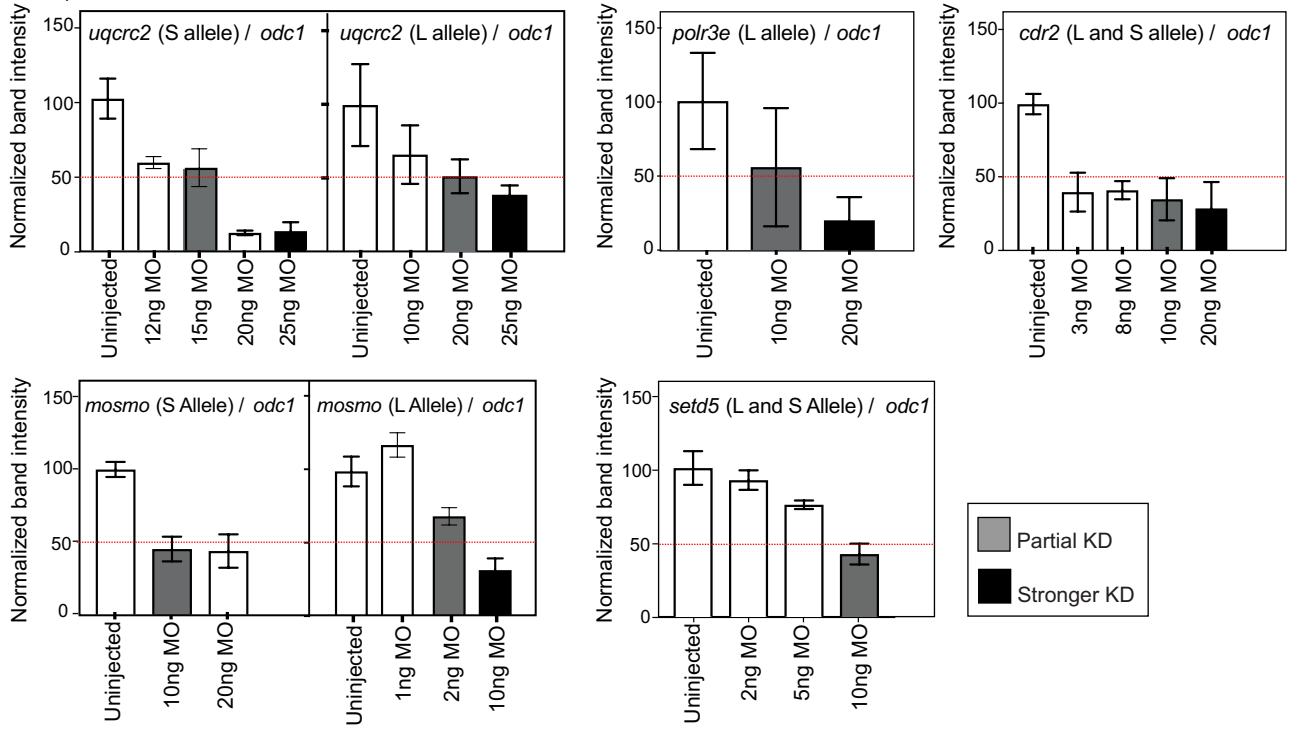 uqcrc2 (S allele) / odc1
uqcrc2 (L allele) / odc1
Normalized band intensity
150
100
50
0
Uninjected
12ng MO
15ng MO
20ng MO
25ng MO
Uninjected
10ng MO
20ng MO
25ng MO
polr3e (L allele) / odc1
Normalized band intensity
150
100
50
0
Uninjected
10ng MO
20ng MO
cdr2 (L and S allele) / odc1
Normalized band intensity
150
100
50
0
Uninjected
3ng MO
8ng MO
10ng MO
20ng MO
mosmo (S Allele) / odc1
mosmo (L Allele) / odc1
Normalized band intensity
150
100
50
0
Uninjected
10ng MO
20ng MO
Uninjected
1ng MO
2ng MO
10ng MO
setd5 (L and S Allele) / odc1
Normalized band intensity
150
100
50
0
Uninjected
2ng MO
5ng MO
10ng MO
Partial KD
Stronger KD